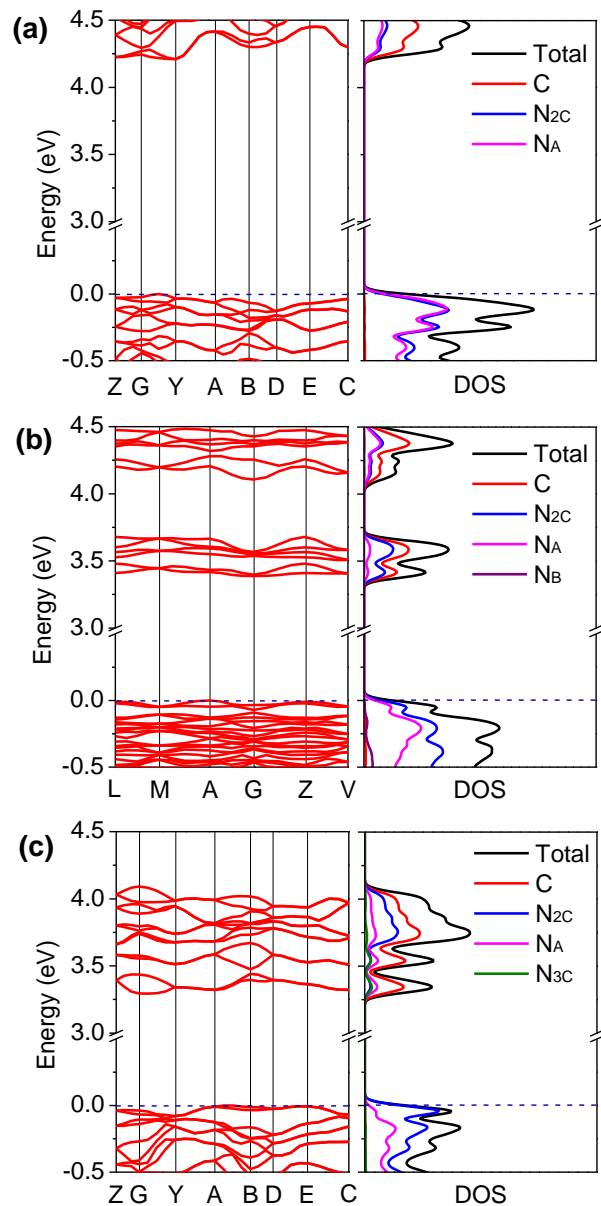 (a)
Energy (eV)
4.5
4.0
3.0
0.0
-0.5
Z G Y A B D E C
Total
C
N2C
NA
DOS
(b)
Energy (eV)
4.5
4.0
3.5
3.0
0.0
-0.5
L M A G Z V
Total
C
N2C
NA
NB
DOS
(c)
Energy (eV)
4.5
4.0
3.5
3.0
0.0
-0.5
Z G Y A B D E C
Total
C
N2C
NA
N3C
DOS